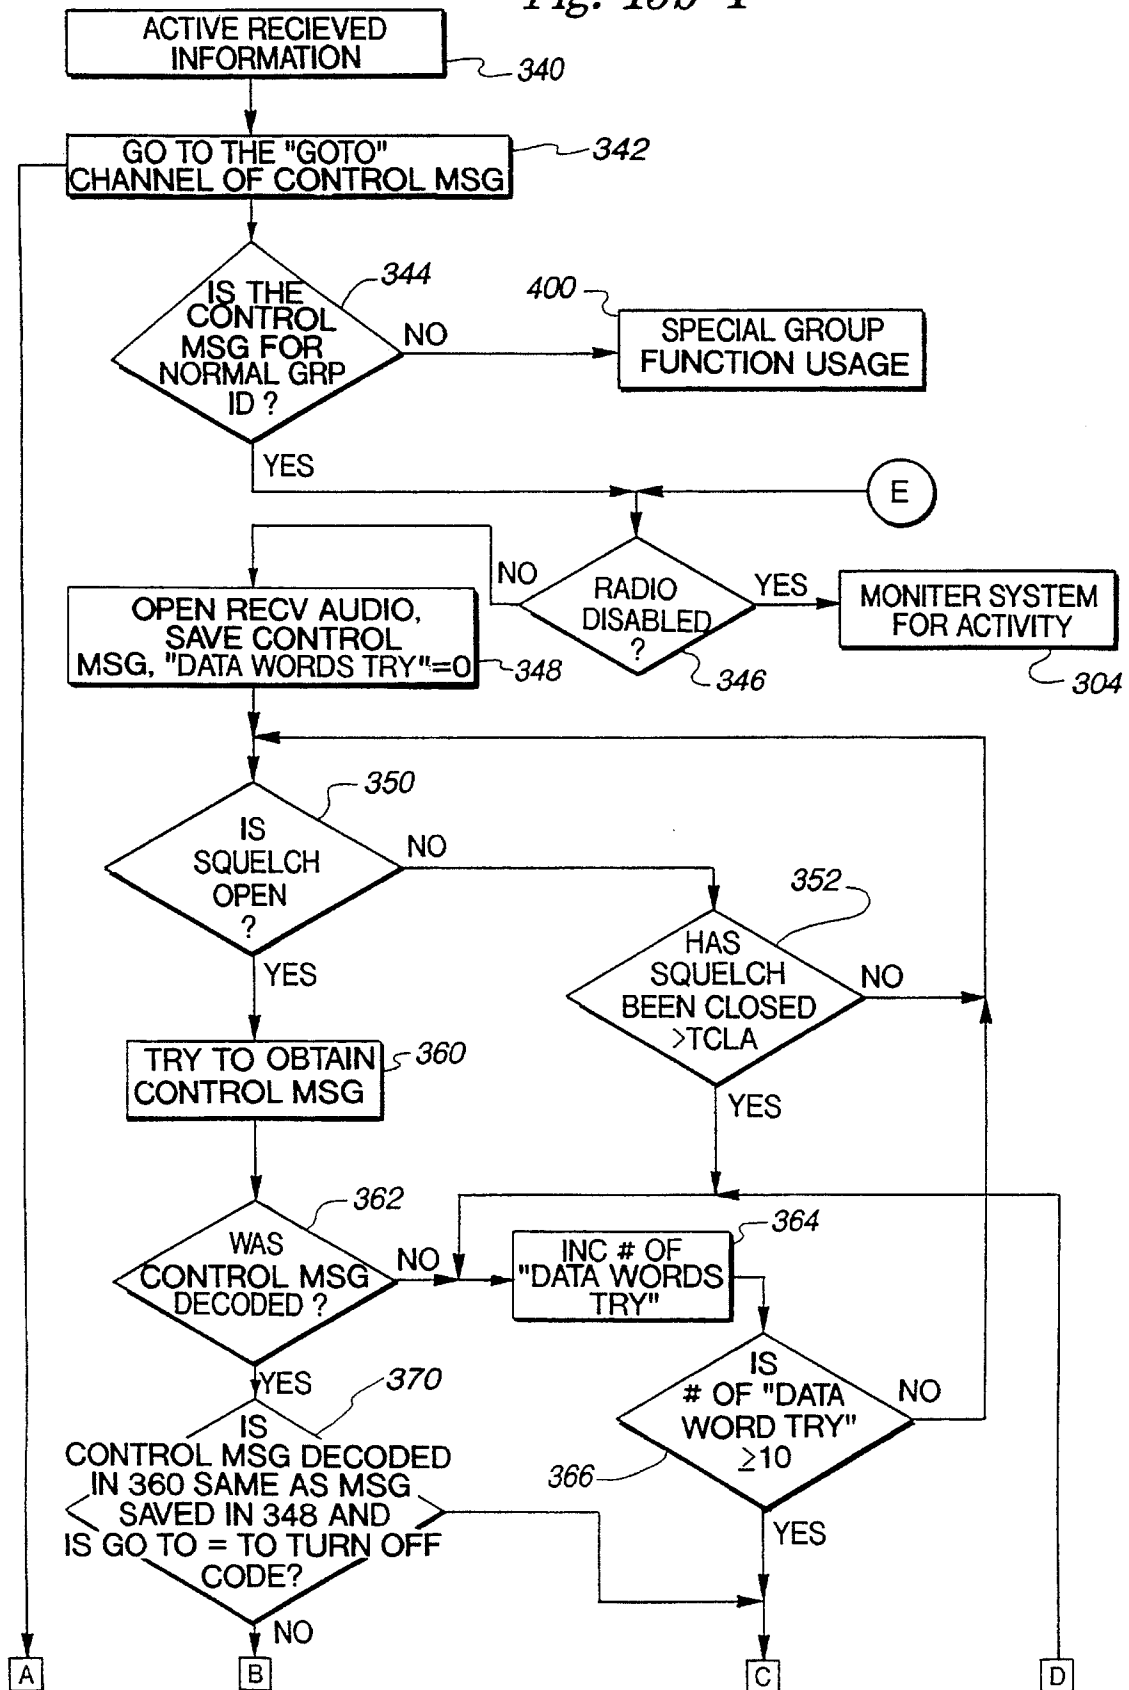 Fig. 10b-1
ACTIVE RECIEVED
INFORMATION
340
GO TO THE "GOTO"
CHANNEL OF CONTROL MSG
342
IS THE
CONTROL
MSG FOR
NORMAL GRP
ID ?
344
NO
400
SPECIAL GROUP
FUNCTION USAGE
YES
E
RADIO
DISABLED
?
346
NO
YES
MONITER SYSTEM
FOR ACTIVITY
304
OPEN RECV AUDIO,
SAVE CONTROL
MSG, "DATA WORDS TRY"=0
348
IS
SQUELCH
OPEN
?
350
NO
YES
HAS
SQUELCH
BEEN CLOSED
>TCLA
352
NO
YES
TRY TO OBTAIN
CONTROL MSG
360
WAS
CONTROL MSG
DECODED ?
362
NO
YES
INC # OF
"DATA WORDS
TRY"
364
IS
# OF "DATA
WORD TRY"
≥10
366
NO
YES
IS
CONTROL MSG DECODED
IN 360 SAME AS MSG
SAVED IN 348 AND
IS GO TO = TO TURN OFF
CODE?
370
NO
A
B
C
D